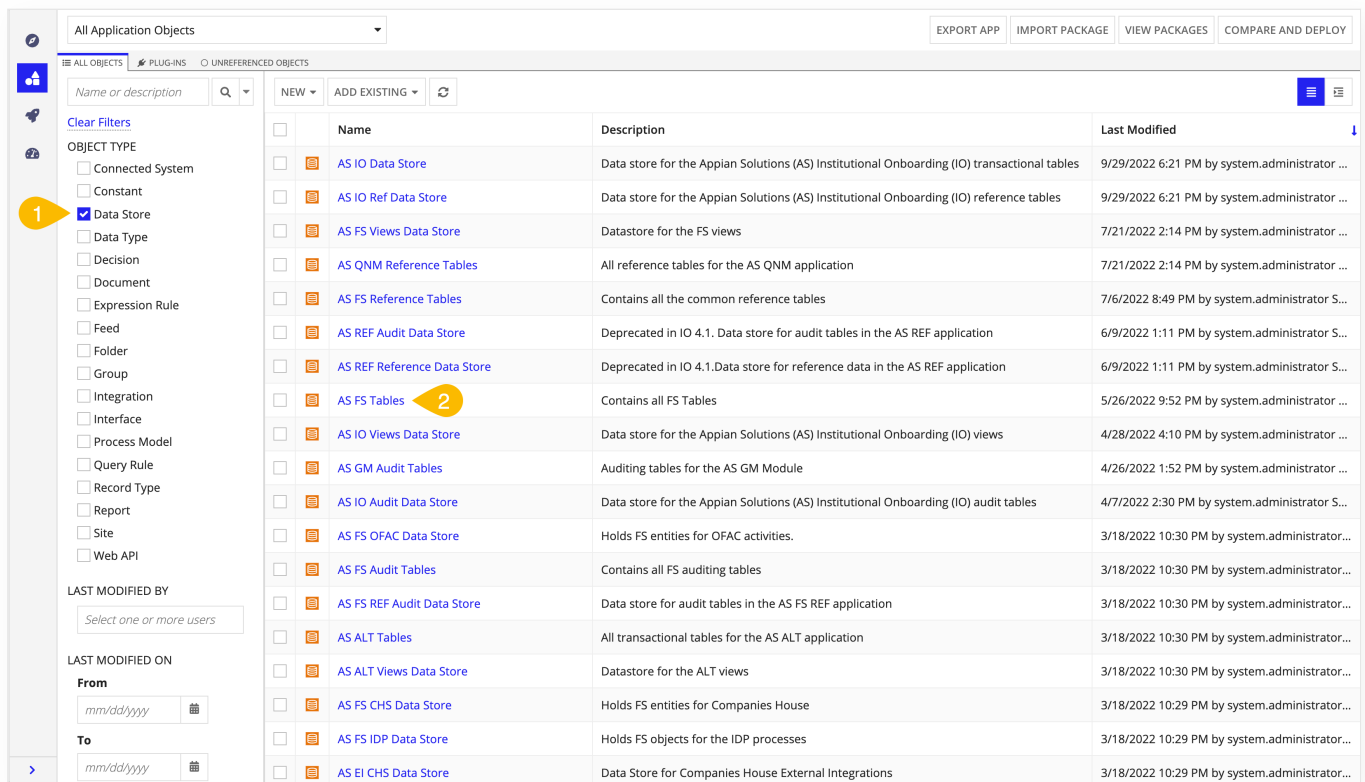 All Application Objects
EXPORT APP IMPORT PACKAGE VIEW PACKAGES COMPARE AND DEPLOY
ALL OBJECTS PLUG-INS UNREFERENCED OBJECTS
Name or description
NEW ADD EXISTING
Clear Filters
OBJECT TYPE
Connected System
Constant
1 Data Store
Data Type
Decision
Document
Expression Rule
Feed
Folder
Group
Integration
Interface
Process Model
Query Rule
Record Type
Report
Site
Web API
LAST MODIFIED BY
Select one or more users
LAST MODIFIED ON
From
mm/dd/yyyy
To
mm/dd/yyyy
Name Description Last Modified
AS IO Data Store Data store for the Appian Solutions (AS) Institutional Onboarding (IO) transactional tables 9/29/2022 6:21 PM by system.administrator ...
AS IO Ref Data Store Data store for the Appian Solutions (AS) Institutional Onboarding (IO) reference tables 9/29/2022 6:21 PM by system.administrator ...
AS FS Views Data Store Datastore for the FS views 7/21/2022 2:14 PM by system.administrator ...
AS QNM Reference Tables All reference tables for the AS QNM application 7/21/2022 2:14 PM by system.administrator ...
AS FS Reference Tables Contains all the common reference tables 7/6/2022 8:49 PM by system.administrator S...
AS REF Audit Data Store Deprecated in IO 4.1. Data store for audit tables in the AS REF application 6/9/2022 1:11 PM by system.administrator S...
AS REF Reference Data Store Deprecated in IO 4.1.Data store for reference data in the AS REF application 6/9/2022 1:11 PM by system.administrator S...
AS FS Tables 2 Contains all FS Tables 5/26/2022 9:52 PM by system.administrator ...
AS IO Views Data Store Data store for the Appian Solutions (AS) Institutional Onboarding (IO) views 4/28/2022 4:10 PM by system.administrator ...
AS GM Audit Tables Auditing tables for the AS GM Module 4/26/2022 1:52 PM by system.administrator ...
AS IO Audit Data Store Data store for the Appian Solutions (AS) Institutional Onboarding (IO) audit tables 4/7/2022 2:30 PM by system.administrator S...
AS FS OFAC Data Store Holds FS entities for OFAC activities. 3/18/2022 10:30 PM by system.administrator...
AS FS Audit Tables Contains all FS auditing tables 3/18/2022 10:30 PM by system.administrator...
AS FS REF Audit Data Store Data store for audit tables in the AS FS REF application 3/18/2022 10:30 PM by system.administrator...
AS ALT Tables All transactional tables for the AS ALT application 3/18/2022 10:30 PM by system.administrator...
AS ALT Views Data Store Datastore for the ALT views 3/18/2022 10:30 PM by system.administrator...
AS FS CHS Data Store Holds FS entities for Companies House 3/18/2022 10:29 PM by system.administrator...
AS FS IDP Data Store Holds FS objects for the IDP processes 3/18/2022 10:29 PM by system.administrator...
AS EI CHS Data Store Data Store for Companies House External Integrations 3/18/2022 10:29 PM by system.administrator...